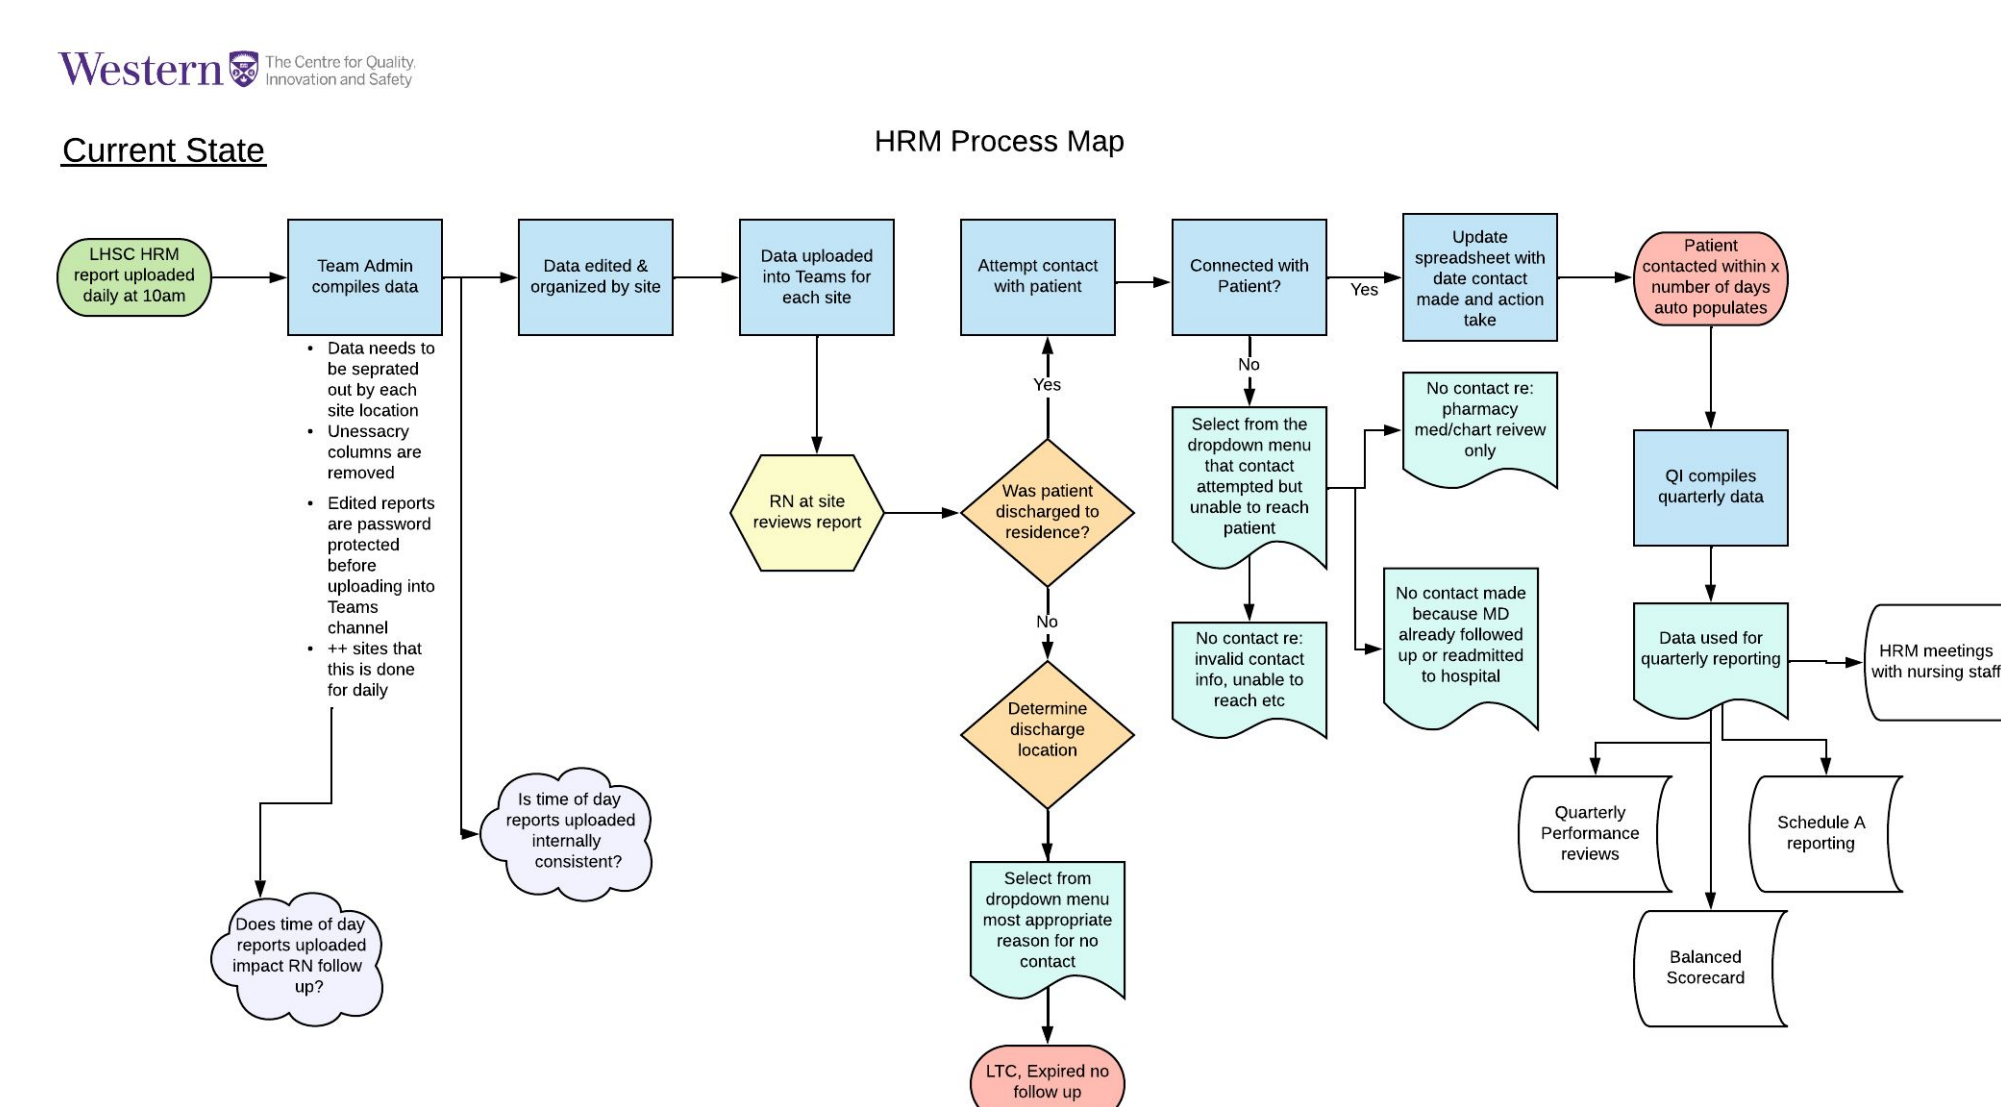 Western
The Centre for Quality,
Innovation and Safety
Current State
HRM Process Map
LHSC HRM
report uploaded
daily at 10am
Team Admin
compiles data
Data edited &
organized by site
Data uploaded
into Teams for
each site
Attempt contact
with patient
Connected with
Patient?
Yes
Update
spreadsheet with
date contact
made and action
take
Patient
contacted within x
number of days
auto populates
• Data needs to
be seprated
out by each
site location
• Unessacry
columns are
removed
• Edited reports
are password
protected
before
uploading into
Teams
channel
• ++ sites that
this is done
for daily
Yes
No
No contact re:
pharmacy
med/chart reivew
only
Select from the
dropdown menu
that contact
attempted but
unable to reach
patient
RN at site
reviews report
Was patient
discharged to
residence?
QI compiles
quarterly data
No
No contact re:
invalid contact
info, unable to
reach etc
No contact made
because MD
already followed
up or readmitted
to hospital
Data used for
quarterly reporting
HRM meetings
with nursing staff
Determine
discharge
location
Is time of day
reports uploaded
internally
consistent?
Quarterly
Performance
reviews
Schedule A
reporting
Does time of day
reports uploaded
impact RN follow
up?
Select from
dropdown menu
most appropriate
reason for no
contact
Balanced
Scorecard
LTC, Expired no
follow up